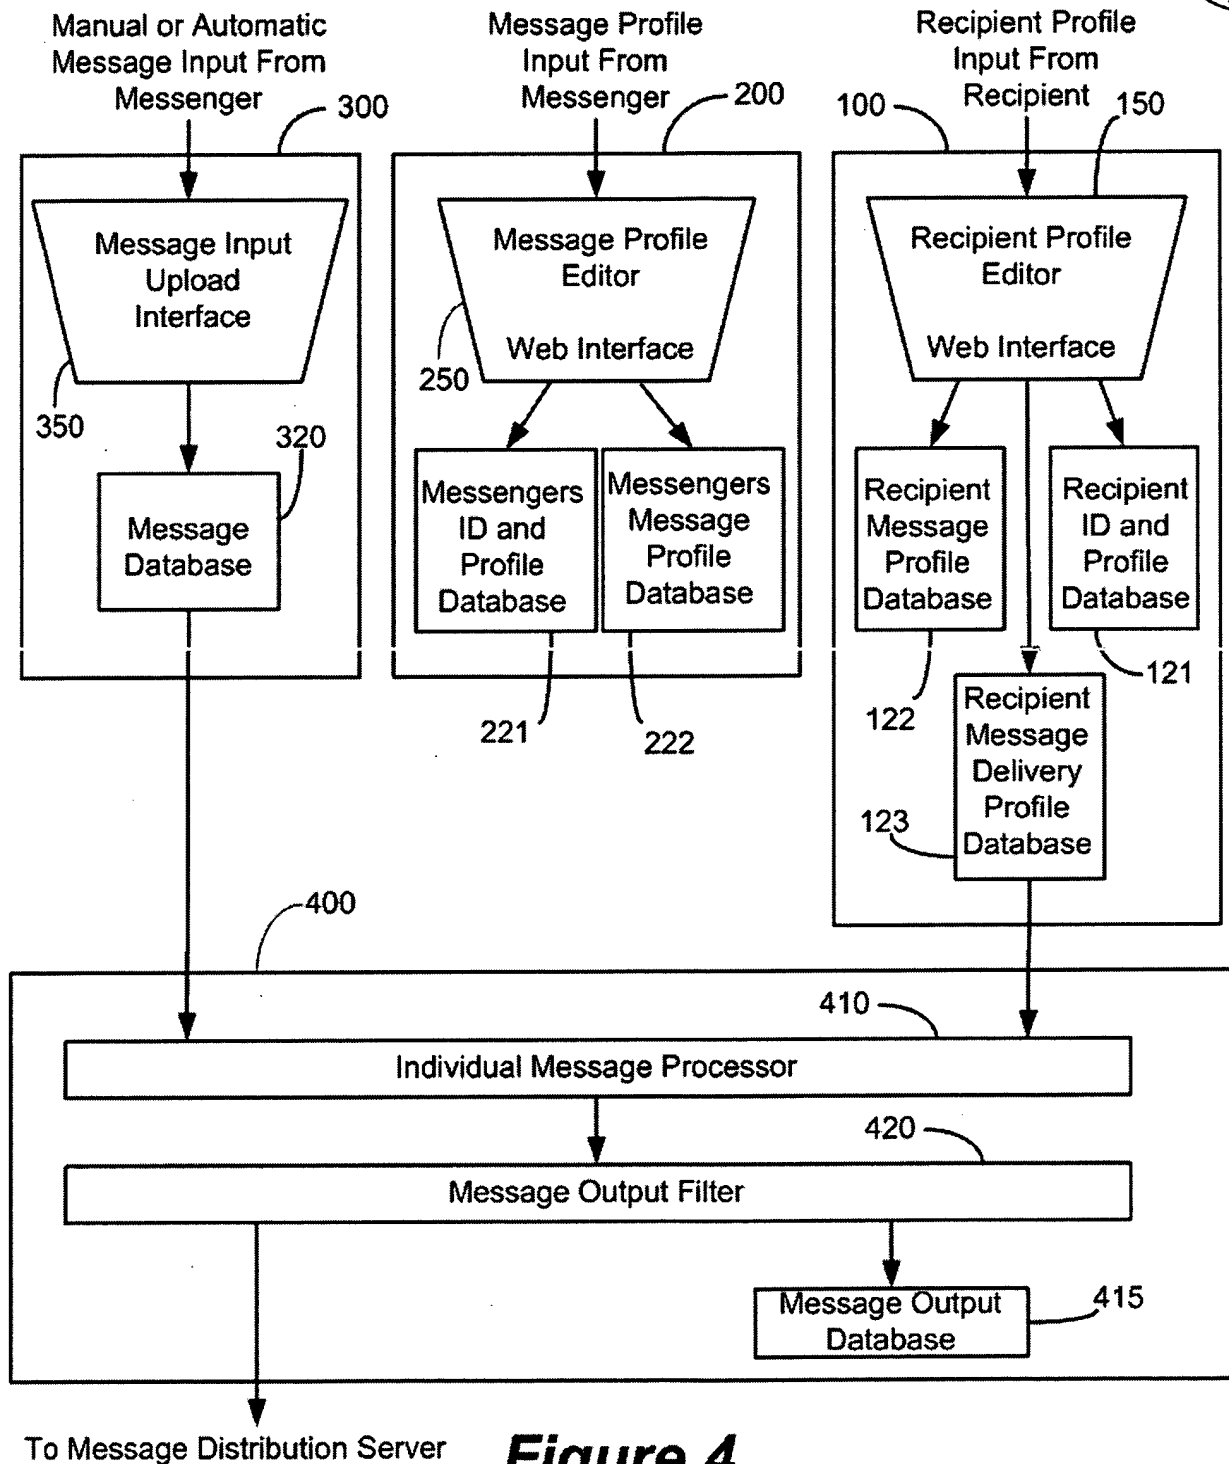 Manual or Automatic
Message Input From
Messenger
300
Message Profile
Input From
Messenger
200
Recipient Profile
Input From
Recipient
100
150
Message Input
Upload
Interface
350
320
Message
Database
Message Profile
Editor
Web Interface
250
Messengers
ID and
Profile
Database
Messengers
Message
Profile
Database
221
222
Recipient Profile
Editor
Web Interface
Recipient
Message
Profile
Database
Recipient
ID and
Profile
Database
122
121
Recipient
Message
Delivery
Profile
Database
123
400
410
Individual Message Processor
420
Message Output Filter
Message Output
Database
415
To Message Distribution Server
Figure 4